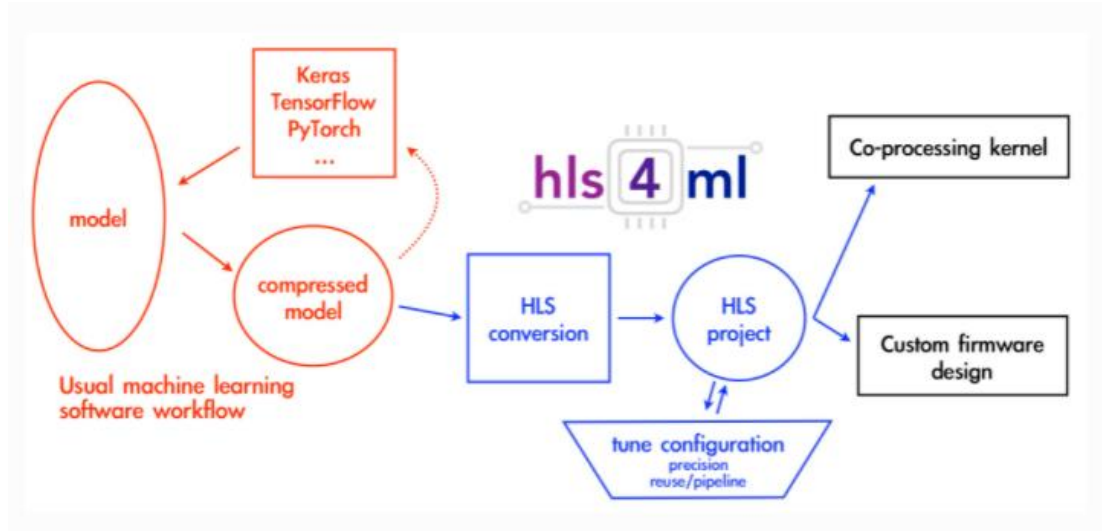 Keras
TensorFlow
PyTorch
...
model
compressed
model
Usual machine learning
software workflow
hls 4 ml
HLS
conversion
HLS
project
tune configuration
precision
reuse/pipeline
Co-processing kernel
Custom firmware
design